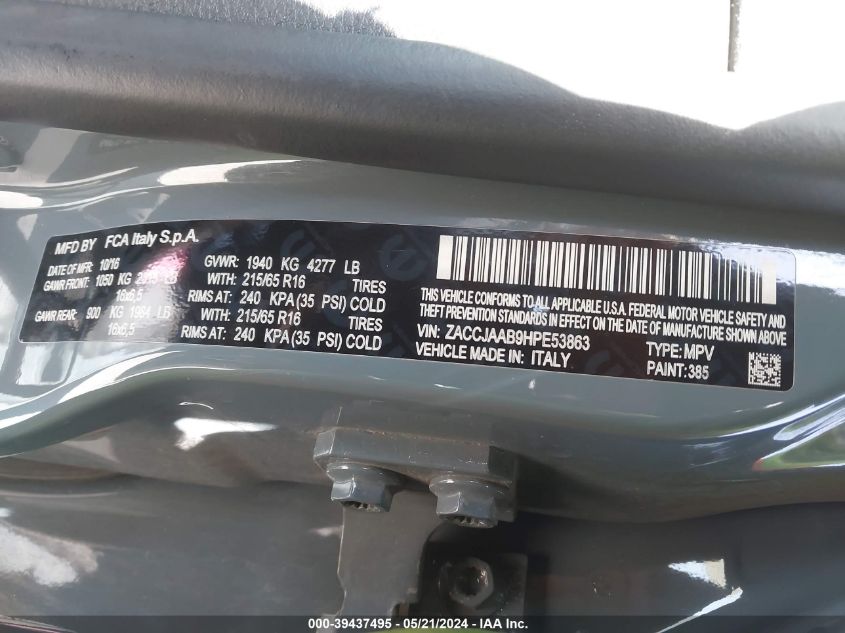 MFD BY FCA Italy S.p.A.
DATE OF MFR: 10/16 GVWR: 1940 KG 4277 LB
GAWR FRONT: 1050 KG 2315 LB WITH: 215/65 R16 TIRES
16x6,5 RIMS AT: 240 KPA (35 PSI) COLD
GAWR REAR: 900 KG 1984 LB WITH: 215/65 R16 TIRES
16x6,5 RIMS AT: 240 KPA (35 PSI) COLD
THIS VEHICLE CONFORMS TO ALL APPLICABLE U.S.A. FEDERAL MOTOR VEHICLE SAFETY AND
THEFT PREVENTION STANDARDS IN EFFECT ON THE DATE OF MANUFACTURE SHOWN ABOVE.
VIN: ZACCJAAB9HPE53863 TYPE: MPV
VEHICLE MADE IN: ITALY PAINT: 385
000-39437495 - 05/21/2024 - IAA Inc.